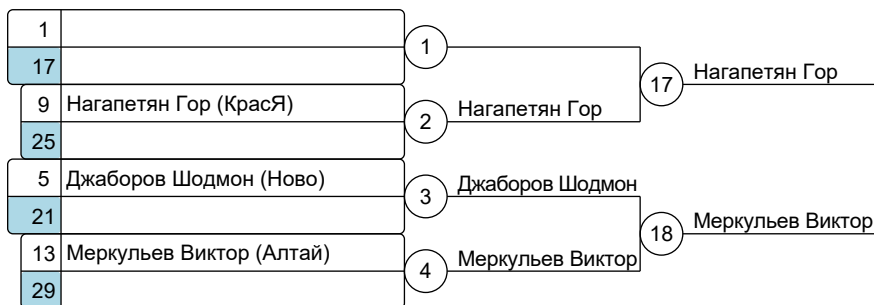 1
17
1
9 Нагапетян Гор (КрасЯ)
25
2
Нагапетян Гор
17
Нагапетян Гор
5 Джаборов Шодмон (Ново)
21
3
Джаборов Шодмон
13 Меркульев Виктор (Алтай)
29
4
Меркульев Виктор
18
Меркульев Виктор